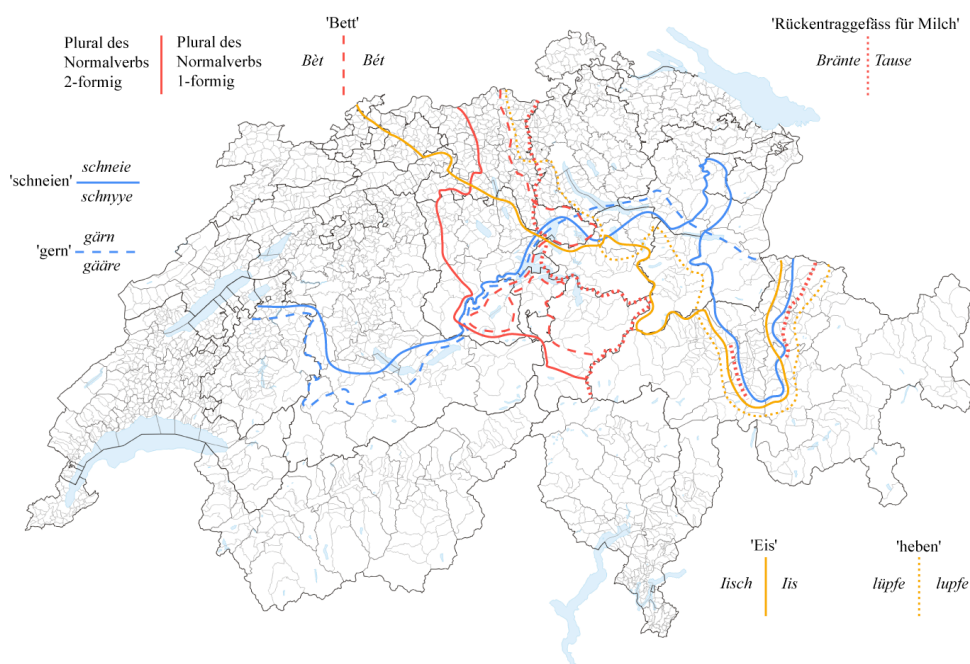 'Bett'
Bèt
Bét
Plural des
Normalverbs
2-formig
Plural des
Normalverbs
1-formig
'Rückentraggefäss für Milch'
Bränte
Tause
schneie
'schneien'
schnyye
gärn
'gern'
gääre
'Eis'
Iisch
Iis
'heben'
lüpfe
lupfe